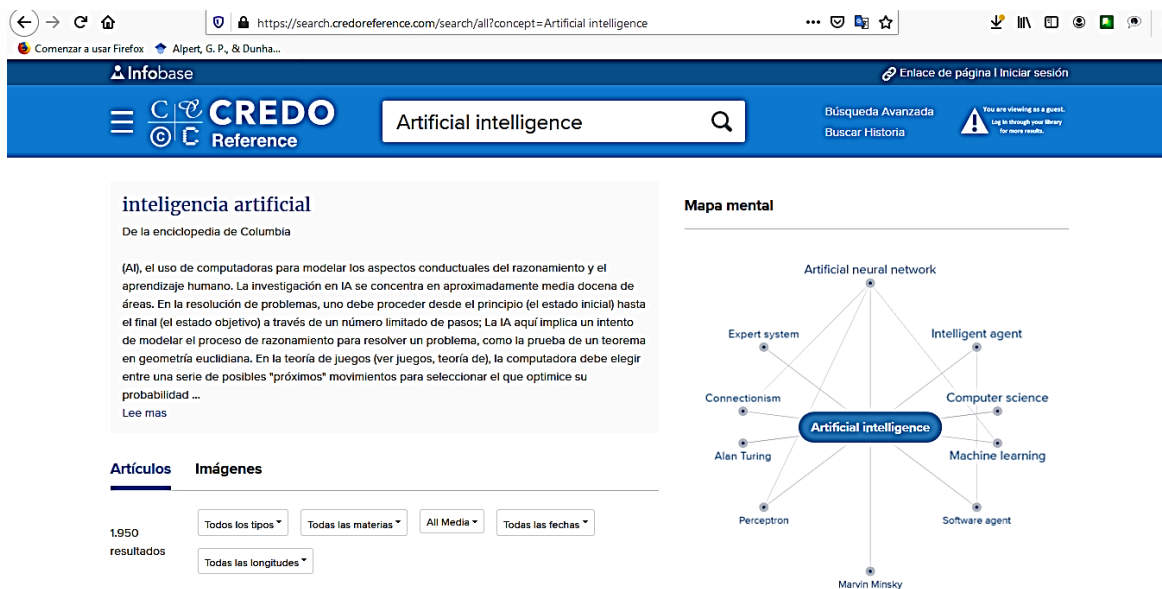 https://search.credoreference.com/search/all?concept=Artificial intelligence
Comenzar a usar Firefox
Alpert, G. P., & Dunha...
Infobase
Enlace de página | Iniciar sesión
CREDO
Reference
Artificial intelligence
Búsqueda Avanzada
Buscar Historia
You are viewing as a guest.
Log in through your library
for more results.
inteligencia artificial
De la enciclopedia de Columbia
(AI), el uso de computadoras para modelar los aspectos conductuales del razonamiento y el
aprendizaje humano. La investigación en IA se concentra en aproximadamente media docena de
áreas. En la resolución de problemas, uno debe proceder desde el principio (el estado inicial) hasta
el final (el estado objetivo) a través de un número limitado de pasos; La IA aquí implica un intento
de modelar el proceso de razonamiento para resolver un problema, como la prueba de un teorema
en geometría euclidiana. En la teoría de juegos (ver juegos, teoría de), la computadora debe elegir
entre una serie de posibles "próximos" movimientos para seleccionar el que optimice su
probabilidad ...
Lee mas
Artículos
Imágenes
1.950
resultados
Todos los tipos
Todas las materias
All Media
Todas las fechas
Todas las longitudes
Mapa mental
Artificial neural network
Expert system
Intelligent agent
Connectionism
Computer science
Artificial intelligence
Alan Turing
Machine learning
Perceptron
Software agent
Marvin Minsky